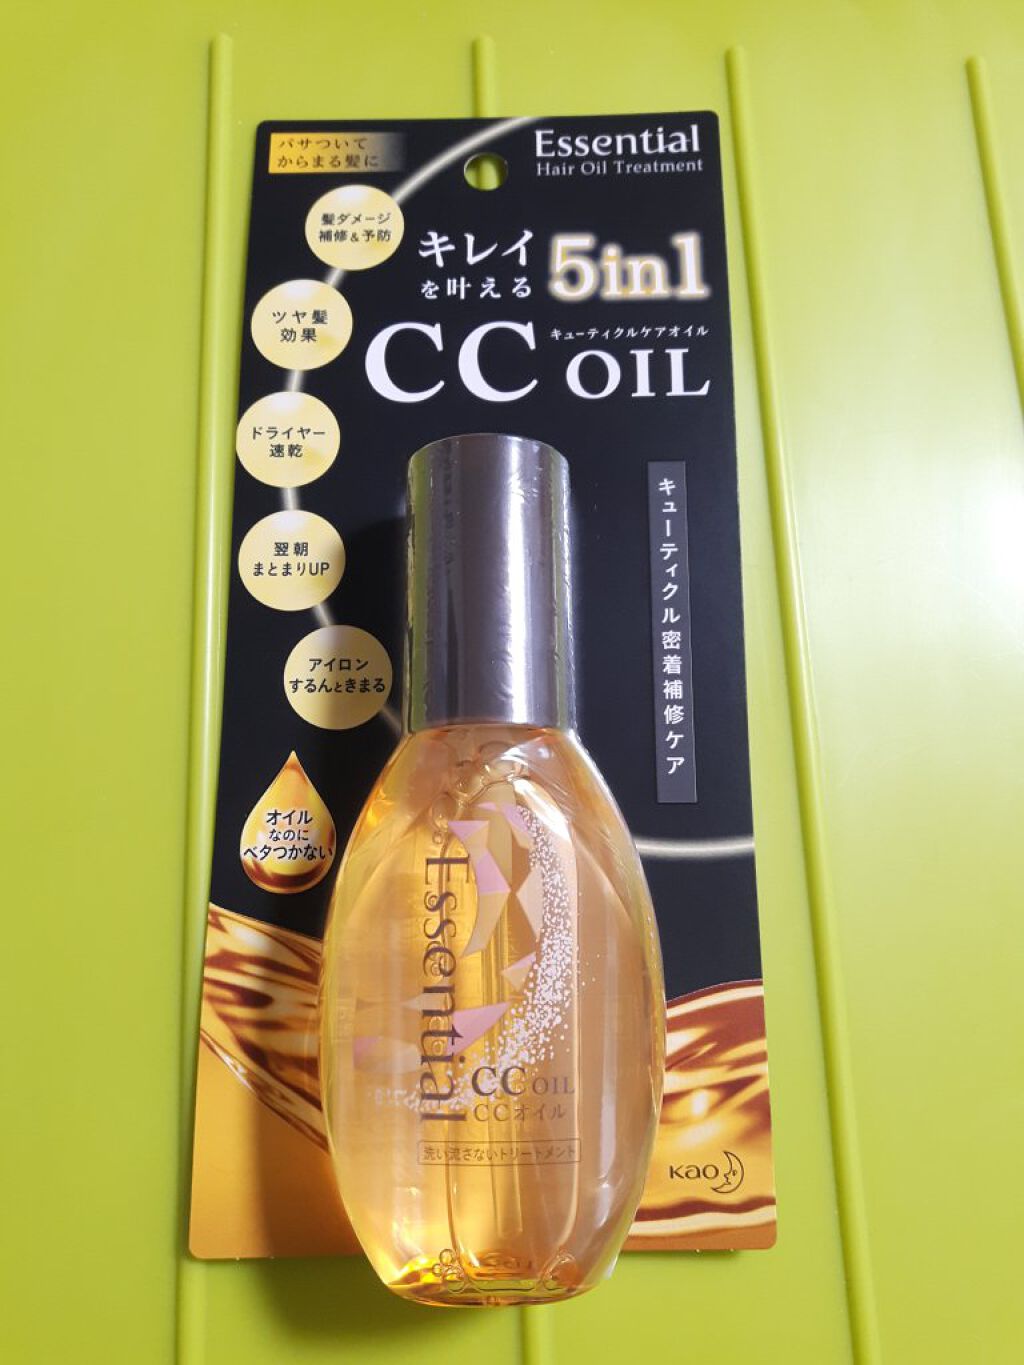 パサついて
からまる髪に
Essential
Hair Oil Treatment
髪ダメージ
補修&予防
キレイ
を叶える
5in1
ツヤ髪
効果
キューティクルケアオイル
CC OIL
ドライヤー
速乾
翌朝
まとまりUP
アイロン
するんときまる
キューティクル密着補修ケア
オイル
なのに
ベタつかない
Essential
CC OIL
CCオイル
洗い流さないトリートメント
Kao
Kao